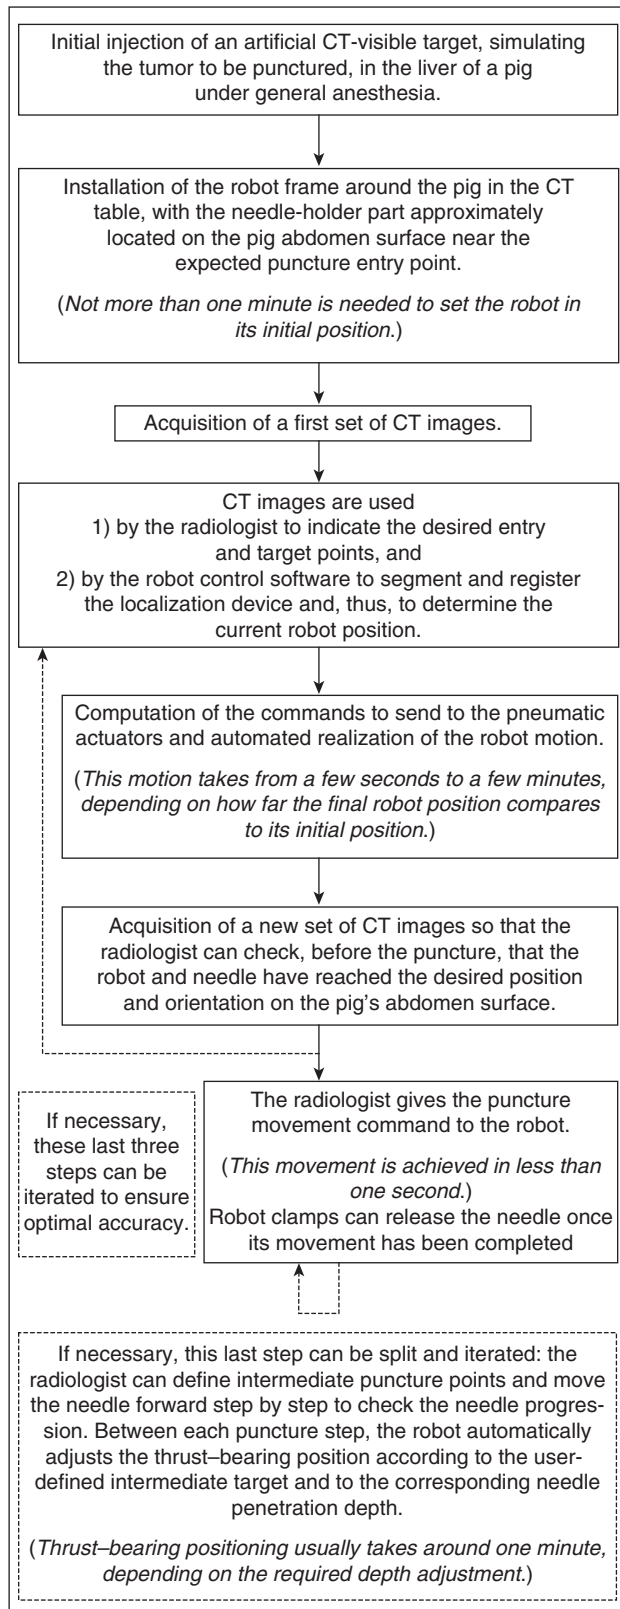 Initial injection of an artificial CT-visible target, simulating
the tumor to be punctured, in the liver of a pig
under general anesthesia.
Installation of the robot frame around the pig in the CT
table, with the needle-holder part approximately
located on the pig abdomen surface near the
expected puncture entry point.
(Not more than one minute is needed to set the robot in
its initial position.)
Acquisition of a first set of CT images.
CT images are used
1) by the radiologist to indicate the desired entry
and target points, and
2) by the robot control software to segment and register
the localization device and, thus, to determine the
current robot position.
Computation of the commands to send to the pneumatic
actuators and automated realization of the robot motion.
(This motion takes from a few seconds to a few minutes,
depending on how far the final robot position compares
to its initial position.)
Acquisition of a new set of CT images so that the
radiologist can check, before the puncture, that the
robot and needle have reached the desired position
and orientation on the pig's abdomen surface.
If necessary,
these last three
steps can be
iterated to ensure
optimal accuracy.
The radiologist gives the puncture
movement command to the robot.
(This movement is achieved in less than
one second.)
Robot clamps can release the needle once
its movement has been completed
If necessary, this last step can be split and iterated: the
radiologist can define intermediate puncture points and move
the needle forward step by step to check the needle progres-
sion. Between each puncture step, the robot automatically
adjusts the thrust–bearing position according to the user-
defined intermediate target and to the corresponding needle
penetration depth.
(Thrust–bearing positioning usually takes around one minute,
depending on the required depth adjustment.)